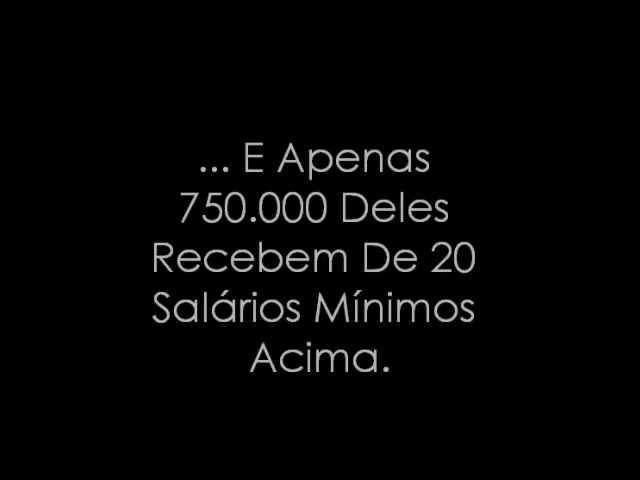 ... E Apenas
750.000 Deles
Recebem De 20
Salários Mínimos
Acima.